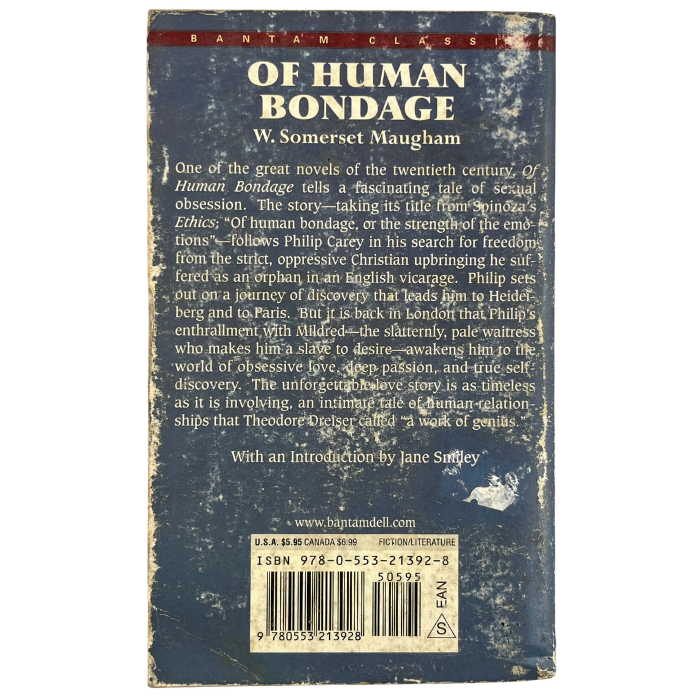 BANTAM CLASSI
OF HUMAN
BONDAGE
W. Somerset Maugham
One of the great novels of the twentieth century, Of
Human Bondage tells a fascinating tale of sexual
obsession. The story—taking its title from Spinoza's
Ethics: "Of human bondage, or the strength of the emo-
tions"—follows Philip Carey in his search for freedom
from the strict, oppressive Christian upbringing he suf-
fered as an orphan in an English vicarage. Philip sets
out on a journey of discovery that leads him to Heidel-
berg and to Paris. But it is back in London that Philip's
enthrallment with Mildred—the slatternly, pale waitress
who makes him a slave to desire—awakens him to the
world of obsessive love, deep passion, and true self
discovery. The unforgettable love story is as timeless
as it is involving, an intimate tale of human relation-
ships that Theodore Dreiser called "a work of genius."
With an Introduction by Jane Smiley
www.bantamdell.com
U.S.A. $5.95 CANADA $6.99 FICTION/LITERATURE
ISBN 978-0-553-21392-8
50595
9 780553 213928
S
EAN